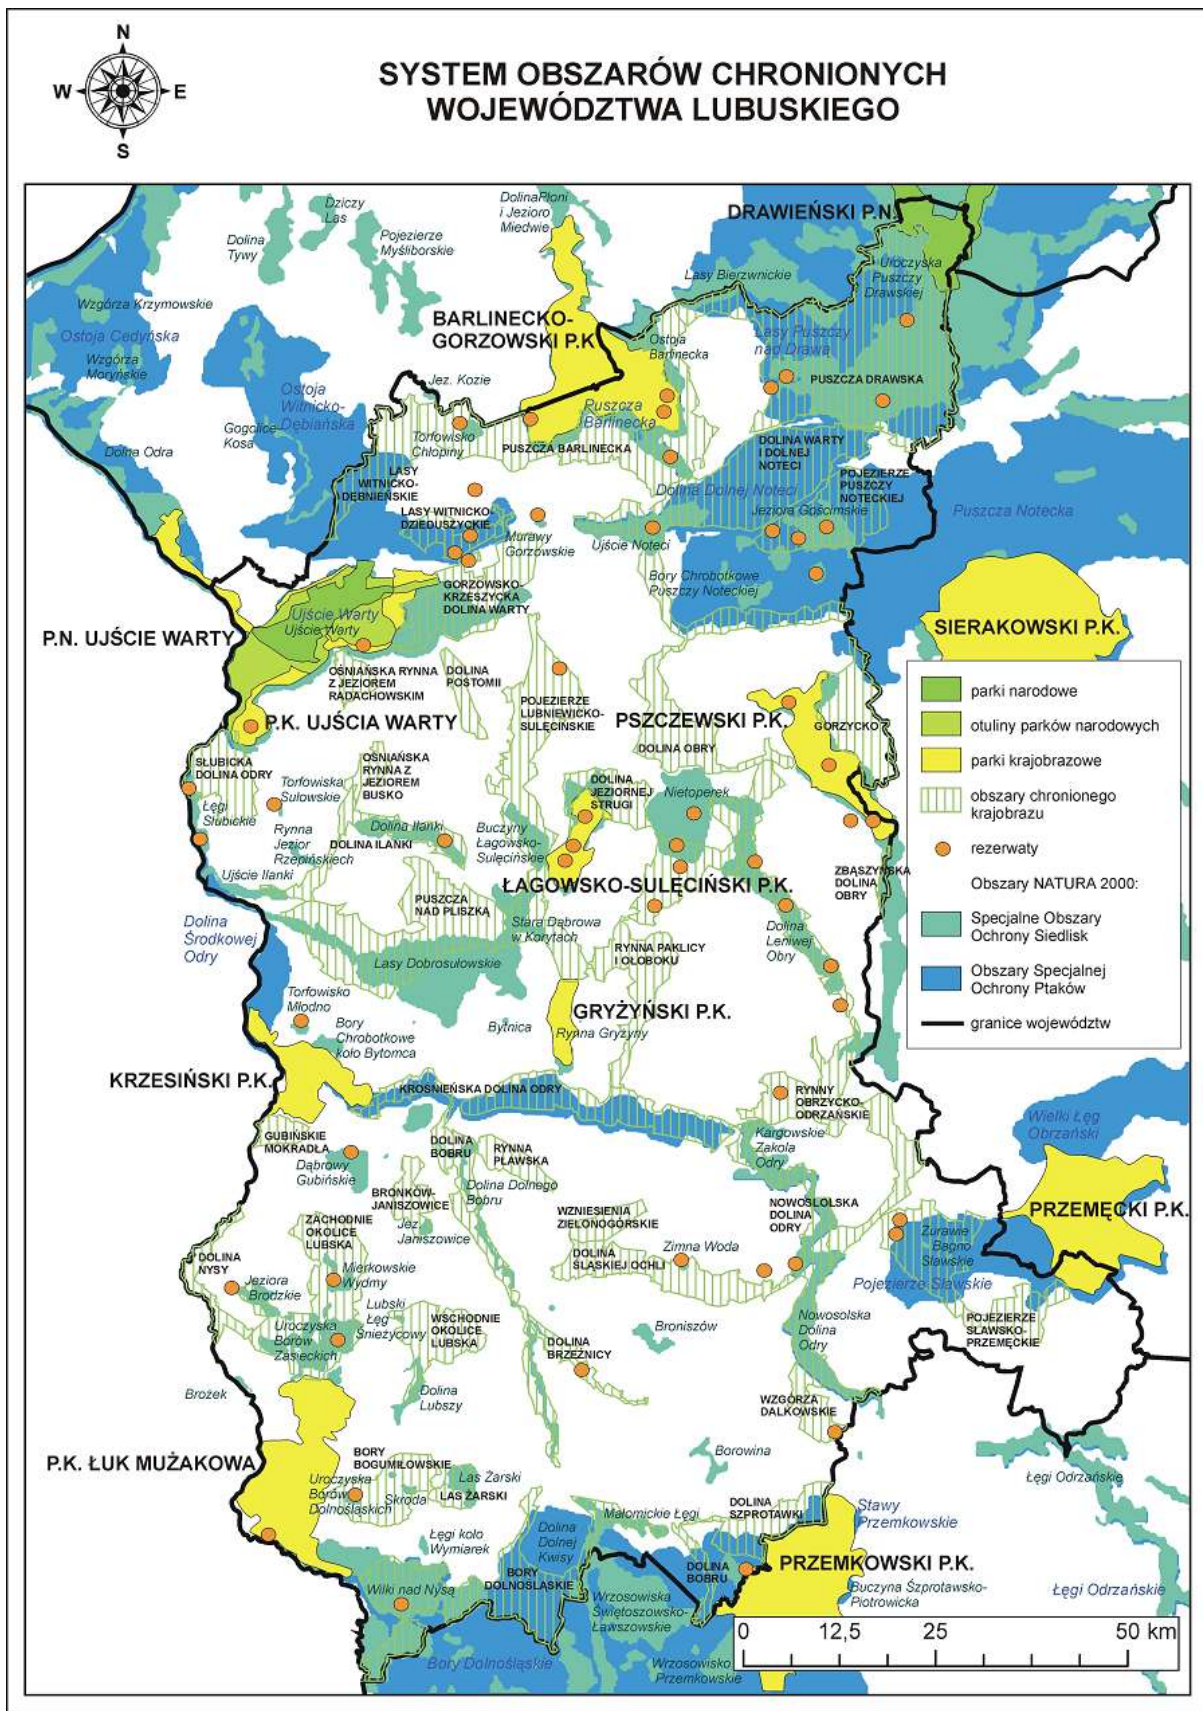 N
W
E
S
SYSTEM OBSZARÓW CHRONIONYCH
WOJEWÓDZTWA LUBUSKIEGO
Dziczy
Las
Dolina
Tywy
Pojezierze
Myśliborskie
DolinaPłoni
i Jezioro
Miedwie
DRAWIEŃSKI P.N.
Uroczyska
Puszczy
Drawskiej
Lasy Bierzwnickie
Wzgórza Krzymowskie
Ostoja Cedyńska
Wzgórza
Moryńskie
BARLINECKO-
GORZOWSKI P.K.
Ostoja
Barlinecka
Lasy Puszczy
nad Drawą
PUSZCZA DRAWSKA
Jez. Kozie
Ostoja
Witnicko-
Dębiańska
Gogolice
Kosa
Dolna Odra
Torfowisko
Chłopiny
Puszcza
Barlinecka
PUSZCZA BARLINECKA
DOLINA WARTY
I DOLNEJ
NOTECI
LASY
WITNICKO-
DĘBNIEŃSKIE
POJEZIERZE
PUSZCZY
NOTECKIEJ
Dolina Dolnej Noteci
Jeziora Gościmskie
Puszcza Notecka
LASY WITNICKO-
DZIEDUSZYCKIE
Murawy
Gorzowskie
Ujście Noteci
Bory Chrobotkowe
Puszczy Noteckiej
GORZOWSKO-
KRZESZYCKA
DOLINA WARTY
Ujście Warty
Ujście Warty
P.N. UJŚCIE WARTY
SIERAKOWSKI P.K.
OŚNIAŃSKA RYNNA
Z JEZIOREM
RADACHOWSKIM
DOLINA
POSTOMII
POJEZIERZE
LUBNIEWICKO-
SULĘCIŃSKIE
PSZCZEWSKI P.K.
P.K. UJŚCIA WARTY
GORZYCKO
DOLINA OBRY
parki narodowe
otuliny parków narodowych
parki krajobrazowe
obszary chronionego
krajobrazu
rezerwaty
Obszary NATURA 2000:
Specjalne Obszary
Ochrony Siedlisk
Obszary Specjalnej
Ochrony Ptaków
granice województw
SŁUBICKA
DOLINA ODRY
OŚNIAŃSKA
RYNNA Z
JEZIOREM
BUSKO
Torfowiska
Sułowskie
DOLINA
JEZIORNEJ
STRUGI
Nietoperek
Łęgi
Słubickie
Rynna
Jezior
Rzepińskiech
Dolina Ilanki
DOLINA ILANKI
Buczyny
Łagowsko-
Sulęcińskie
Ujście Ilanki
ŁAGOWSKO-SULĘCIŃSKI P.K.
ZBĄSZYŃSKA
DOLINA
OBRY
PUSZCZA
NAD PLISZKĄ
Dolina
Środkowej
Odry
Stara Dąbrowa
w Korytach
Dolina
Leniwej
Obry
RYNNA PAKLICY
I OŁOBOKU
Lasy Dobrosułowskie
Torfowisko
Młodno
GRYŻYŃSKI P.K.
Bory
Chrobotkowe
koło Bytomca
Bytnica
Rynna Gryżyny
KRZESIŃSKI P.K.
KROŚNIEŃSKA DOLINA ODRY
RYNNY
OBRZYCKO-
ODRZAŃSKIE
Wielki Łęg
Obrzański
GUBIŃSKIE
MOKRADŁA
Dąbrowy
Gubińskie
DOLINA
BOBRU
RYNNA
PŁAWSKA
Kargowskie
Zakola
Odry
Dolina Dolnego
Bobru
BRONKÓW-
JANISZOWICE
Jez.
Janiszowice
NOWOSLOLSKA
DOLINA
ODRY
PRZEMĘCKI P.K.
WZNIESIENIA
ZIELONOGÓRSKIE
ZACHODNIE
OKOLICE
LUBSKA
Żurawie
Bagno
Sławskie
DOLINA
NYSY
DOLINA
ŚLĄSKIEJ OCHLI
Zimna Woda
Mierkowskie
Wydmy
Jeziora
Brodzkie
Pojezierze Sławskie
Lubski
Łęg
Śnieżycowy
Uroczyska
Borów
Zasieckich
WSCHODNIE
OKOLICE
LUBSKA
Nowosolska
Dolina
Odry
Broniszów
POJEZIERZE
SŁAWSKO-
PRZEMĘCKIE
DOLINA
BRZEŹNICY
Brożek
Dolina
Lubszy
WZGÓRZA
DALKOWSKIE
P.K. ŁUK MUŻAKOWA
BORY
BOGUMIŁOWSKIE
Borowina
Łęgi Odrzańskie
Uroczyska
Borów
Dolnośląskich
Skroda
Las Żarski
LAS ŻARSKI
Małomickie Łęgi
DOLINA
SZPROTAWKI
Stawy
Przemkowskie
Łęgi koło
Wymiarek
Dolina
Dolnej
Kwisy
PRZEMKOWSKI P.K.
Wilki nad Nysą
BORY
DOLNOŚLĄSKIE
DOLINA
BOBRU
Buczyna Szprotawsko-
Piotrowicka
Łęgi Odrzańskie
Wrzosowiska
Świętoszowsko-
Ławszowskie
Bory Dolnośląskie
Wrzosowisko
Przemkowskie
0 12,5 25 50 km